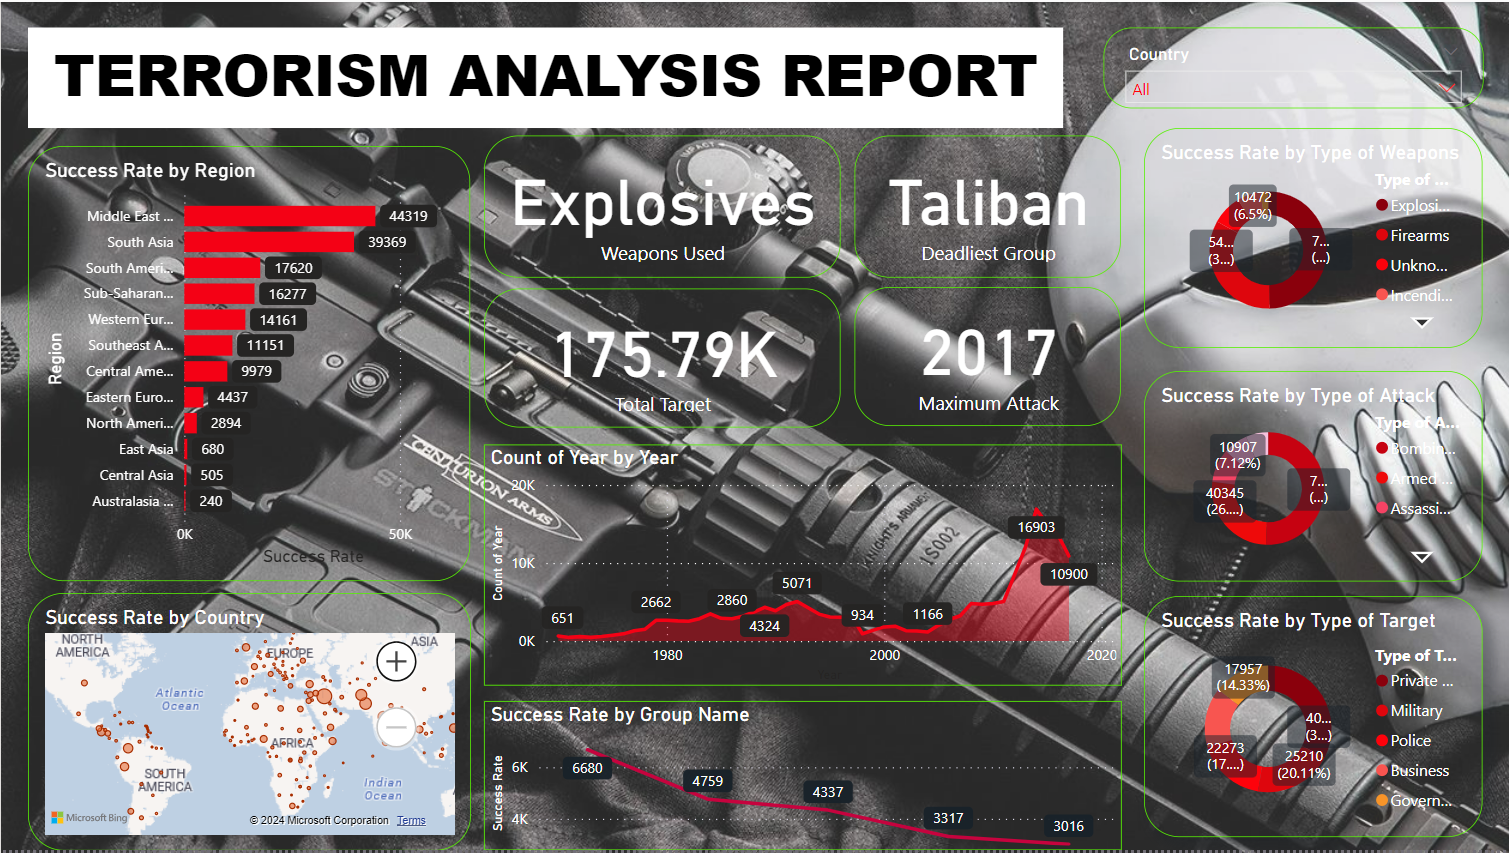 TERRORISM ANALYSIS REPORT
Country
All
Success Rate by Region
Region
Middle East ...
44319
South Asia
39369
South Ameri...
17620
Sub-Saharan...
16277
Western Eur...
14161
Southeast A...
11151
Central Ame...
9979
Eastern Euro...
4437
North Ameri...
2894
East Asia
680
Central Asia
505
Australasia ...
240
0K
50K
Success Rate
Explosives
Weapons Used
Taliban
Deadliest Group
175.79K
Total Target
2017
Maximum Attack
Success Rate by Type of Weapons
10472
(6.5%)
54...
(3...)
7...
(...)
Type of ...
Explosi...
Firearms
Unkno...
Incendi...
Success Rate by Type of Attack
10907
(7.12%)
40345
(26....)
7...
(...)
Type of A...
Bombin...
Armed ...
Assassi...
Count of Year by Year
Count of Year
20K
10K
0K
651
2662
2860
4324
5071
934
1166
16903
10900
1980
2000
2020
Success Rate by Country
NORTH
AMERICA
EUROPE
ASIA
Atlantic
Ocean
AFRICA
SOUTH
AMERICA
Indian
Ocean
Microsoft Bing
© 2024 Microsoft Corporation Terms
Success Rate by Group Name
Success Rate
6K
4K
6680
4759
4337
3317
3016
Success Rate by Type of Target
17957
(14.33%)
40...
(3...)
22273
(17....)
25210
(20.11%)
Type of T...
Private ...
Military
Police
Business
Govern...
CENTURION ARMS
STICKMAN
KNIGHT'S ARMAMENT
IMPACT